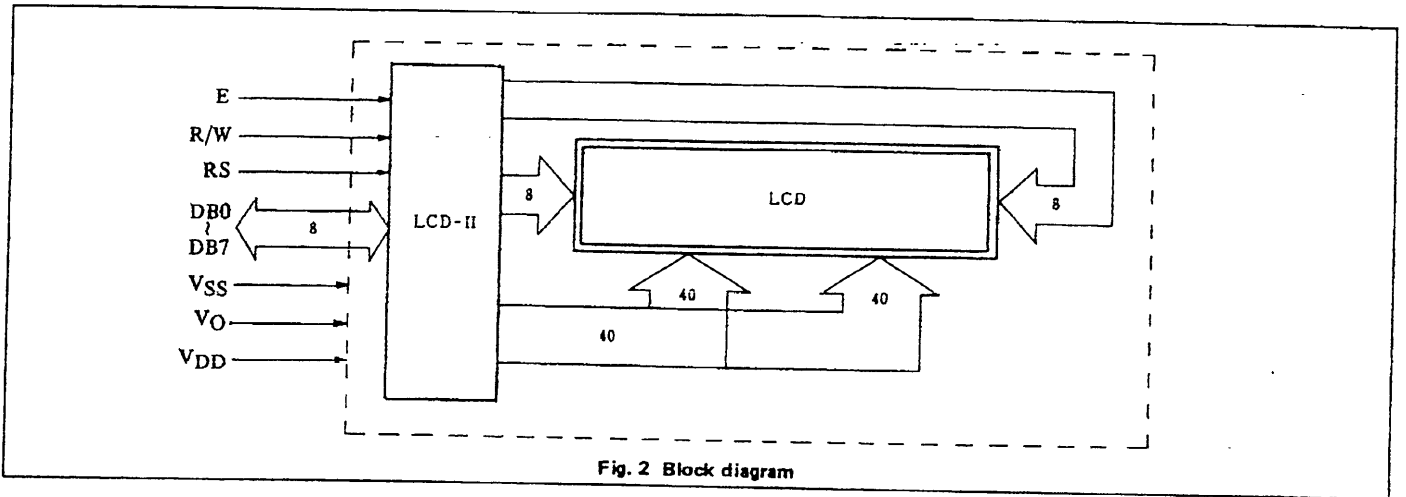 E
R/W
RS
DB0
~
DB7
8
VSS
VO
VDD
LCD-II
8
LCD
8
40
40
40
Fig. 2 Block diagram